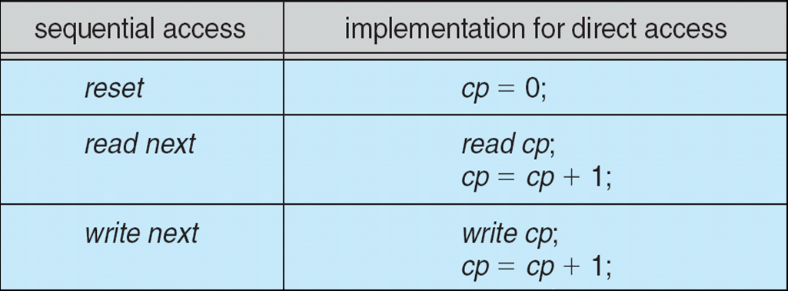 sequential access implementation for direct access
reset cp = 0;
read next read cp;
cp = cp + 1;
write next write cp;
cp = cp + 1;